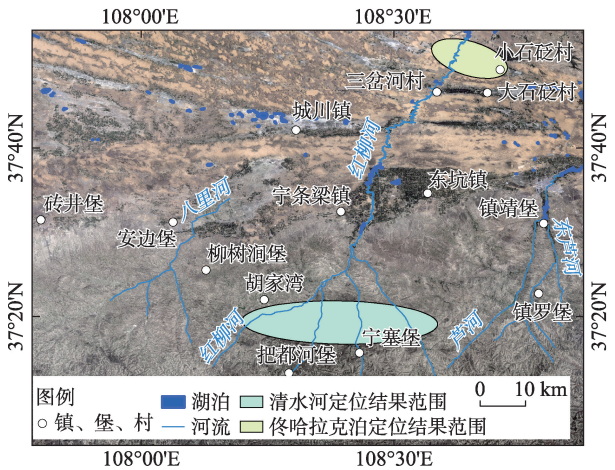 108°00'E
108°30'E
小石砭村
三岔河村
大石砭村
城川镇
红柳河
37°40'N
37°40'N
东坑镇
八里河
宁条梁镇
砖井堡
镇靖堡
安边堡
东芦河
柳树涧堡
胡家湾
镇罗堡
37°20'N
37°20'N
红柳河
宁塞堡
芦河
把都河堡
图例
湖泊
清水河定位结果范围
0
10 km
镇、堡、村
河流
佟哈拉克泊定位结果范围
108°00'E
108°30'E